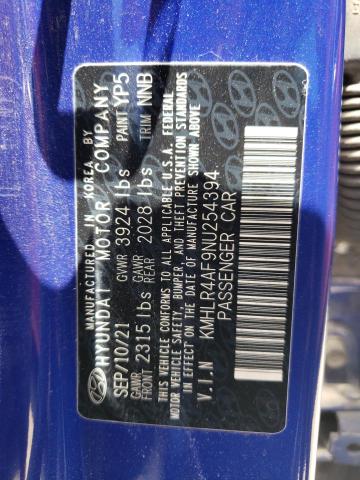 MANUFACTURED IN KOREA BY
HYUNDAI MOTOR COMPANY
SEP/10/21 GVWR 3924 lbs PAINT YP5
GAWR FRONT 2315 lbs GAWR REAR 2028 lbs TRIM NNB
THIS VEHICLE CONFORMS TO ALL APPLICABLE U.S.A. FEDERAL
MOTOR VEHICLE SAFETY, BUMPER, AND THEFT PREVENTION STANDARDS
IN EFFECT ON THE DATE OF MANUFACTURE SHOWN ABOVE
V.I.N KMHLR4AF9NU254394
PASSENGER CAR